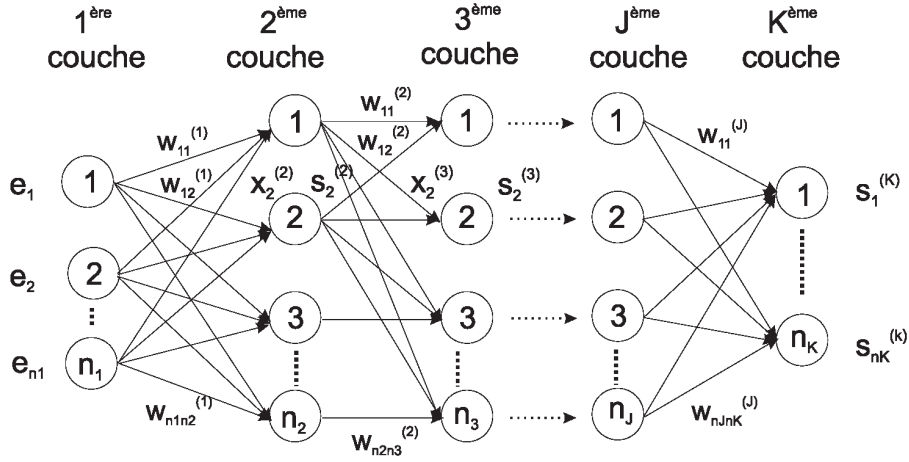 1ère couche
2ème couche
3ème couche
Jème couche
Kème couche
e1
e2
en1
1
2
n1
w11(1)
w12(1)
wn1n2(1)
x2(2)
s2(2)
1
2
3
n2
w11(2)
w12(2)
wn2n3(2)
x2(3)
s2(3)
1
2
3
n3
1
2
3
nJ
w11(J)
wnJnK(J)
1
nK
s1(K)
snK(k)